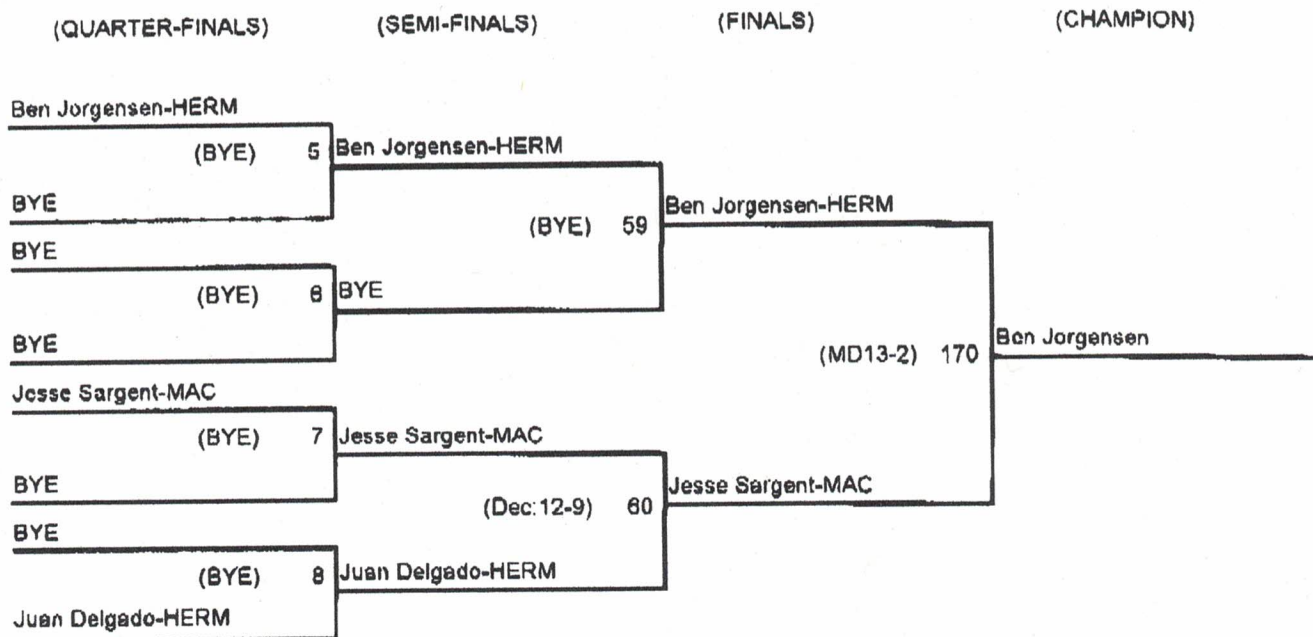 (QUARTER-FINALS) (SEMI-FINALS) (FINALS) (CHAMPION)
Ben Jorgensen-HERM
(BYE) 5 Ben Jorgensen-HERM
BYE
Ben Jorgensen-HERM
(BYE) 59
BYE
(BYE) 6 BYE
BYE
(MD13-2) 170 Ben Jorgensen
Jesse Sargent-MAC
(BYE) 7 Jesse Sargent-MAC
BYE
Jesse Sargent-MAC
(Dec:12-9) 60
BYE
(BYE) 8 Juan Delgado-HERM
Juan Delgado-HERM